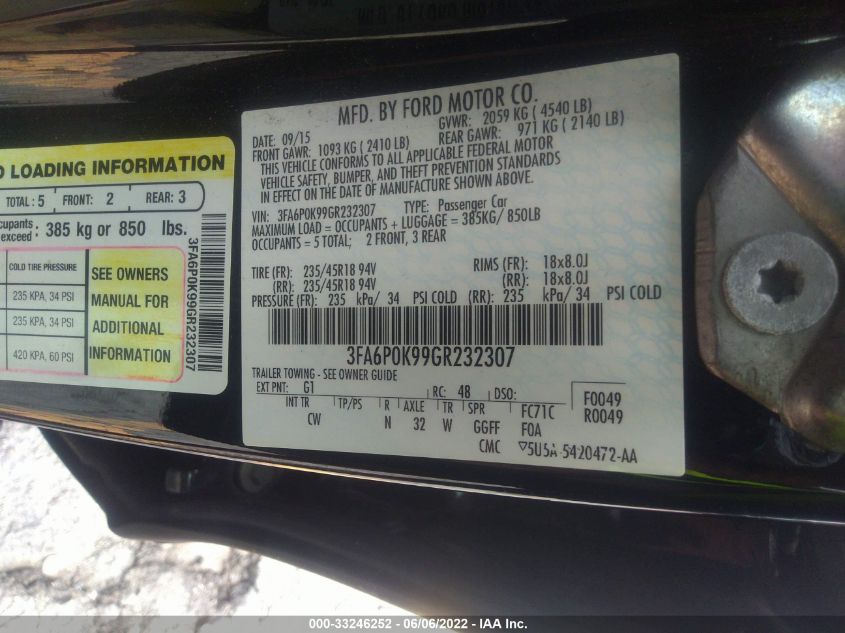 MFD. BY FORD MOTOR CO.
DATE: 09/15
GVWR: 2059 KG ( 4540 LB)
FRONT GAWR: 1093 KG ( 2410 LB)
REAR GAWR: 971 KG ( 2140 LB)
THIS VEHICLE CONFORMS TO ALL APPLICABLE FEDERAL MOTOR
VEHICLE SAFETY, BUMPER, AND THEFT PREVENTION STANDARDS
IN EFFECT ON THE DATE OF MANUFACTURE SHOWN ABOVE.
VIN: 3FA6P0K99GR232307 TYPE: Passenger Car
MAXIMUM LOAD = OCCUPANTS + LUGGAGE = 385KG/ 850LB
OCCUPANTS = 5 TOTAL; 2 FRONT, 3 REAR
TIRE (FR): 235/45R18 94V RIMS (FR): 18x8.0J
(RR): 235/45R18 94V (RR): 18x8.0J
PRESSURE (FR): 235 kPa/ 34 PSI COLD (RR): 235 kPa/ 34 PSI COLD
3FA6P0K99GR232307
TRAILER TOWING - SEE OWNER GUIDE
EXT PNT: G1 RC: 48 DSO:
INT TR TP/PS R AXLE TR SPR FC71C F0049
CW N 32 W GGFF F0A R0049
CMC ▽5U5A-5420472-AA
LOADING INFORMATION
TOTAL: 5 FRONT: 2 REAR: 3
exceed: 385 kg or 850 lbs.
COLD TIRE PRESSURE
235 KPA, 34 PSI
235 KPA, 34 PSI
420 KPA, 60 PSI
SEE OWNERS
MANUAL FOR
ADDITIONAL
INFORMATION
3FA6P0K99GR232307
000-33246252 - 06/06/2022 - IAA Inc.